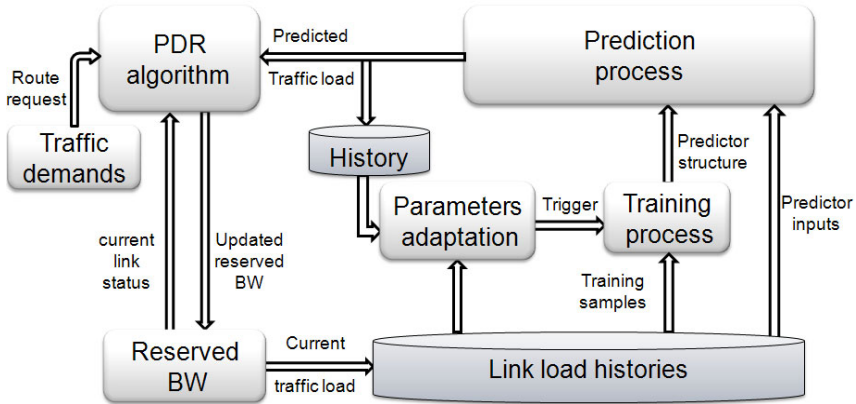 PDR
algorithm
Predicted
Traffic load
Prediction
process
Route
request
Traffic
demands
History
Predictor
structure
Parameters
adaptation
Trigger
Training
process
Predictor
inputs
current
link
status
Updated
reserved
BW
Training
samples
Reserved
BW
Current
traffic load
Link load histories